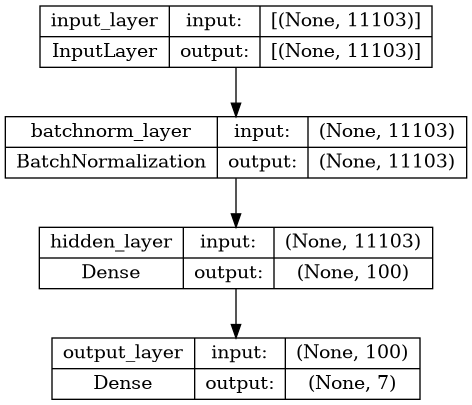 input_layer input: [(None, 11103)]
InputLayer output: [(None, 11103)]
batchnorm_layer input: (None, 11103)
BatchNormalization output: (None, 11103)
hidden_layer input: (None, 11103)
Dense output: (None, 100)
output_layer input: (None, 100)
Dense output: (None, 7)